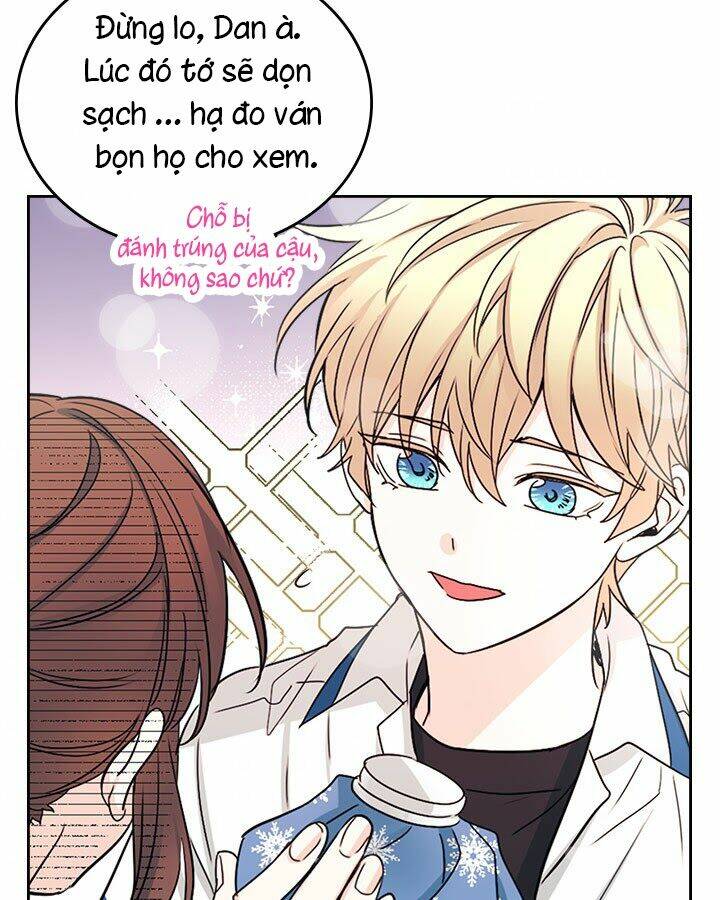 Đừng lo, Dan à.
Lúc đó tớ sẽ dọn
sạch ... hạ đo ván
bọn họ cho xem.
Chỗ bị
đánh trúng của cậu,
không sao chứ?